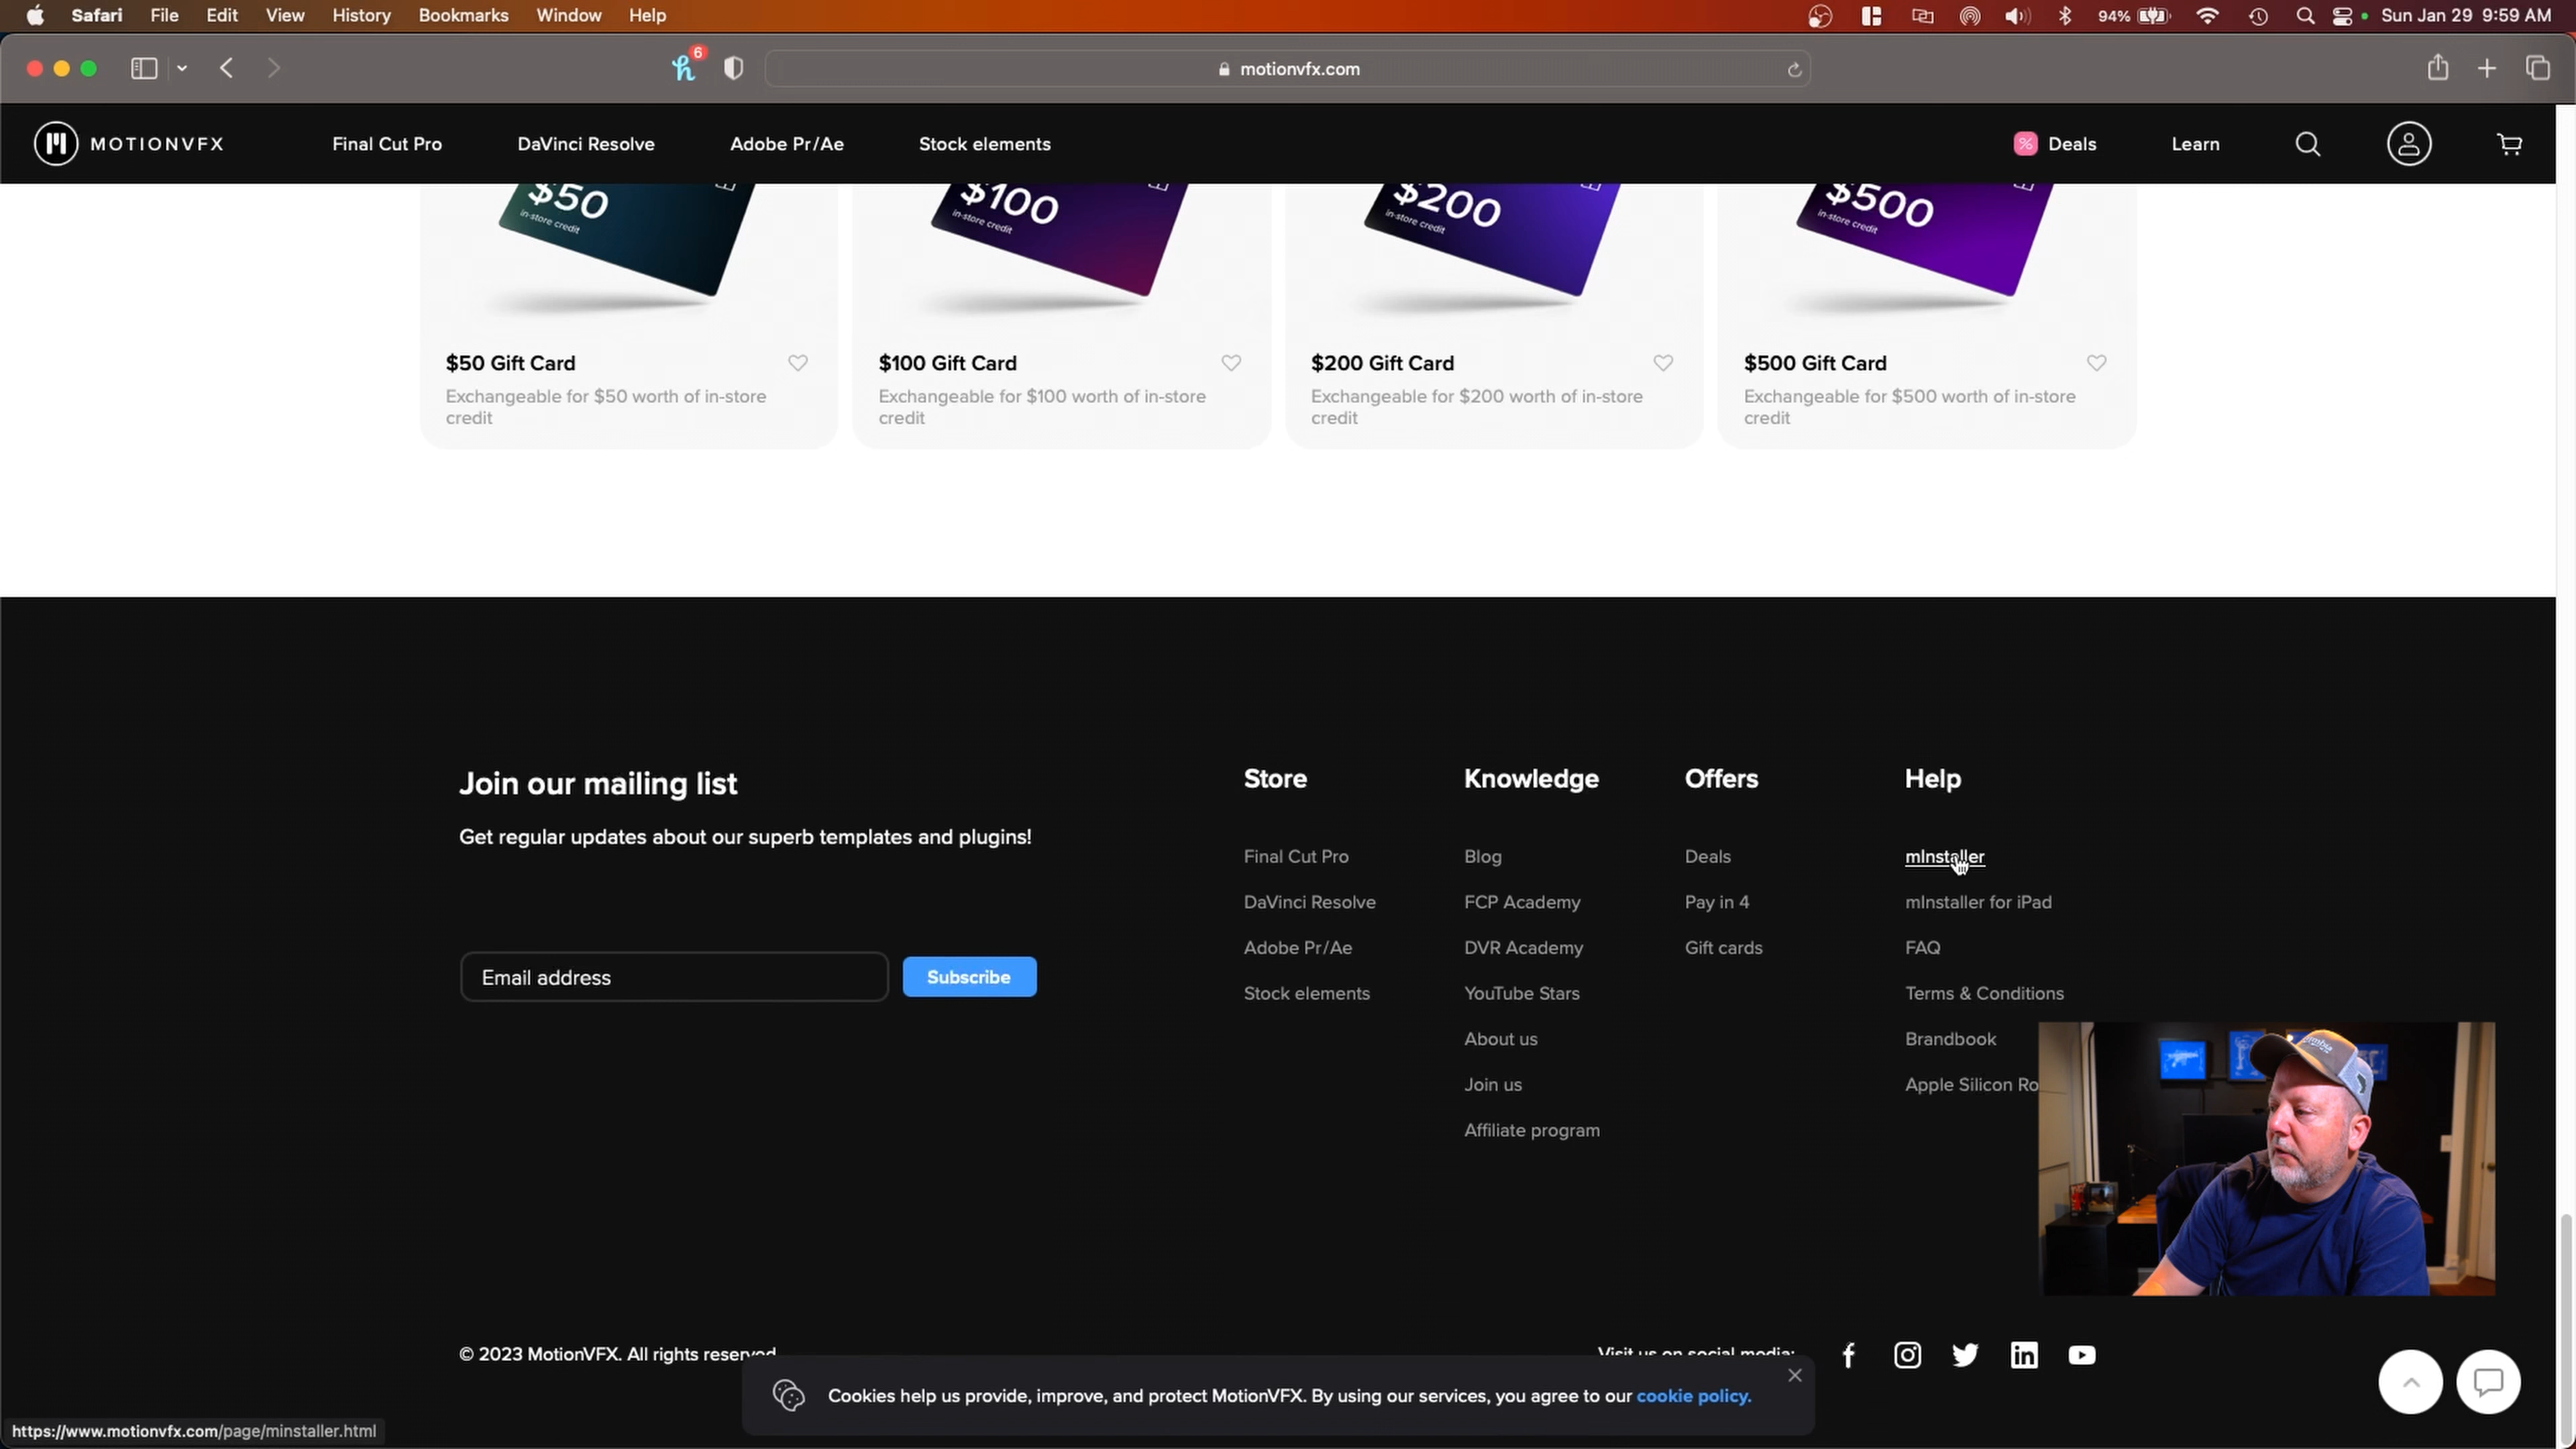 Safari File Edit View History Bookmarks Window Help 94% Sun Jan 29 9:59 AM
6
motionvfx.com
MOTIONVFX Final Cut Pro DaVinci Resolve Adobe Pr/Ae Stock elements % Deals Learn
$50 $100 $200 $500
in-store credit in-store credit in-store credit in-store credit
$50 Gift Card $100 Gift Card $200 Gift Card $500 Gift Card
Exchangeable for $50 worth of in-store Exchangeable for $100 worth of in-store Exchangeable for $200 worth of in-store Exchangeable for $500 worth of in-store
credit credit credit credit
Join our mailing list
Get regular updates about our superb templates and plugins!
Email address Subscribe
Store
Final Cut Pro
DaVinci Resolve
Adobe Pr/Ae
Stock elements
Knowledge
Blog
FCP Academy
DVR Academy
YouTube Stars
About us
Join us
Affiliate program
Offers
Deals
Pay in 4
Gift cards
Help
mInstaller
mInstaller for iPad
FAQ
Terms & Conditions
Brandbook
Apple Silicon Ro
© 2023 MotionVFX. All rights reserved Visit us on social media:
Cookies help us provide, improve, and protect MotionVFX. By using our services, you agree to our cookie policy.
https://www.motionvfx.com/page/minstaller.html